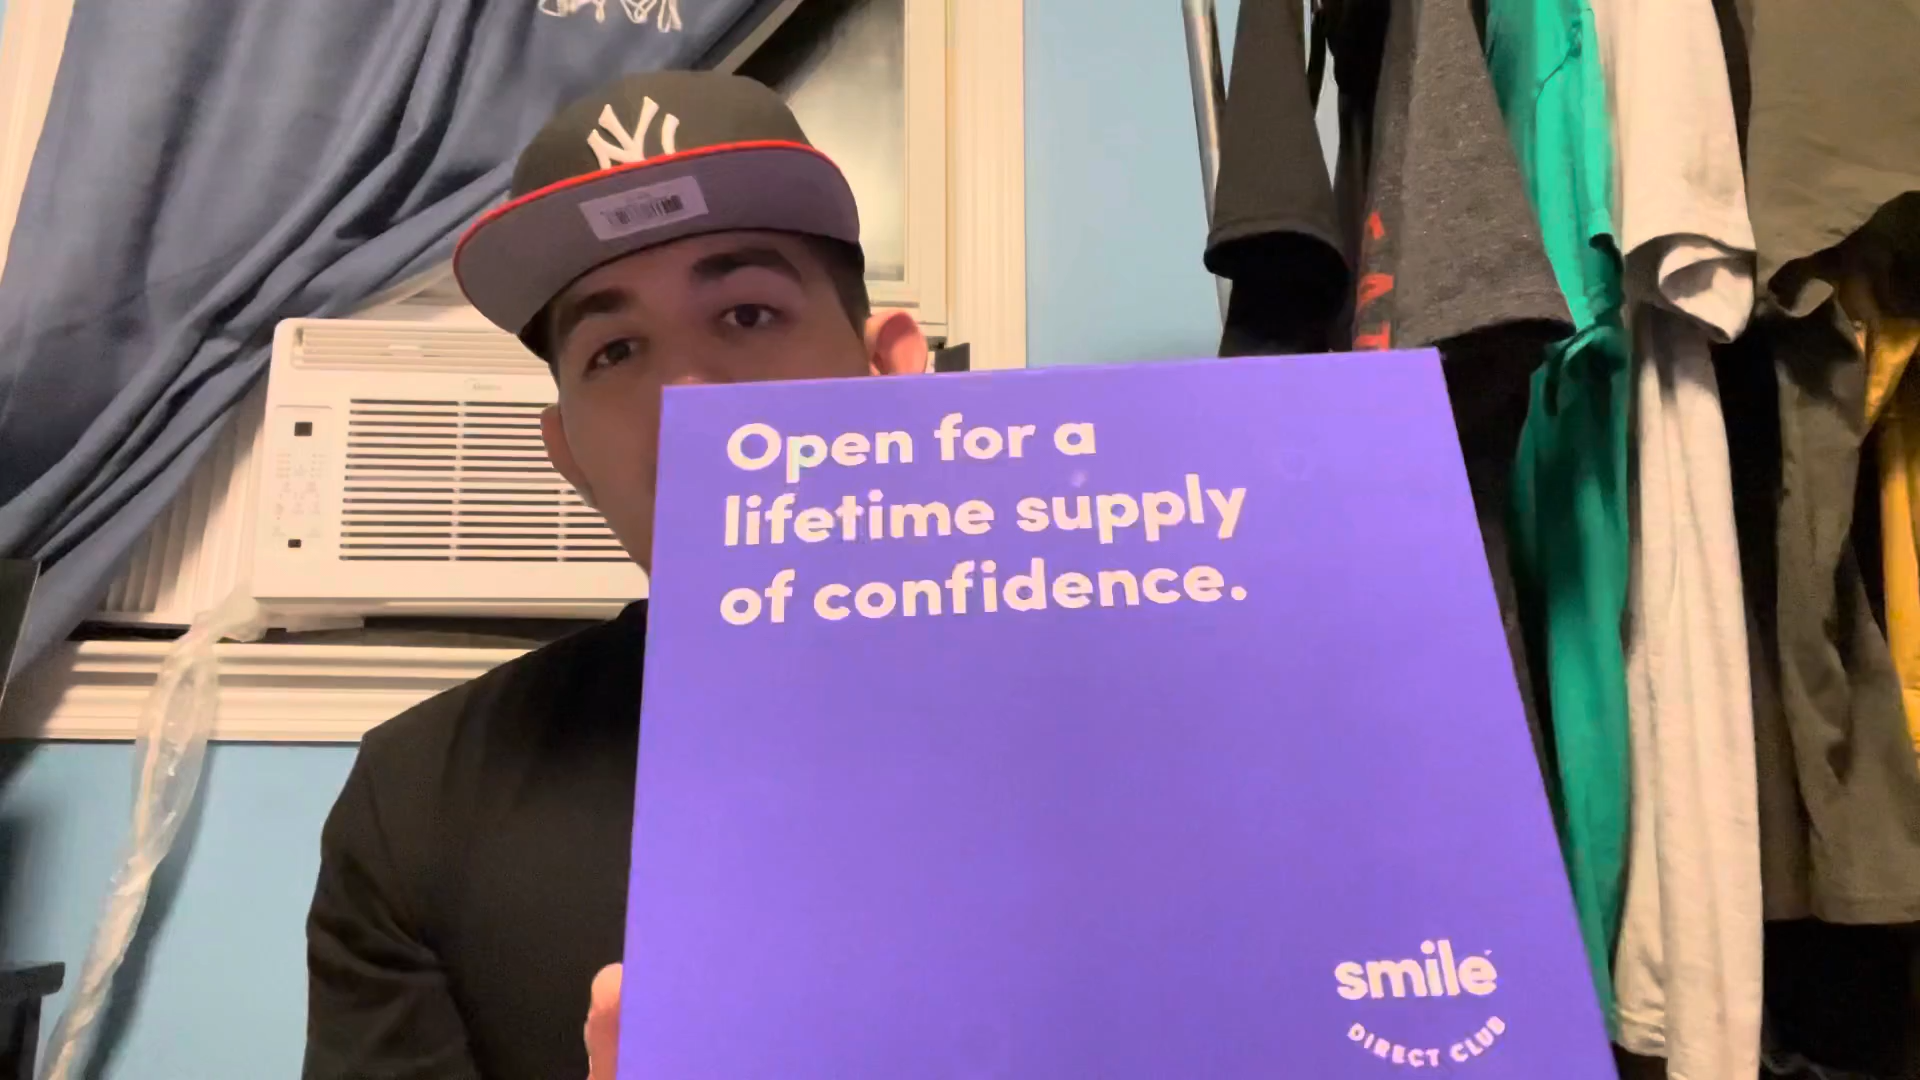 NY
Open for a
lifetime supply
of confidence.
smile
DIRECT CLUB